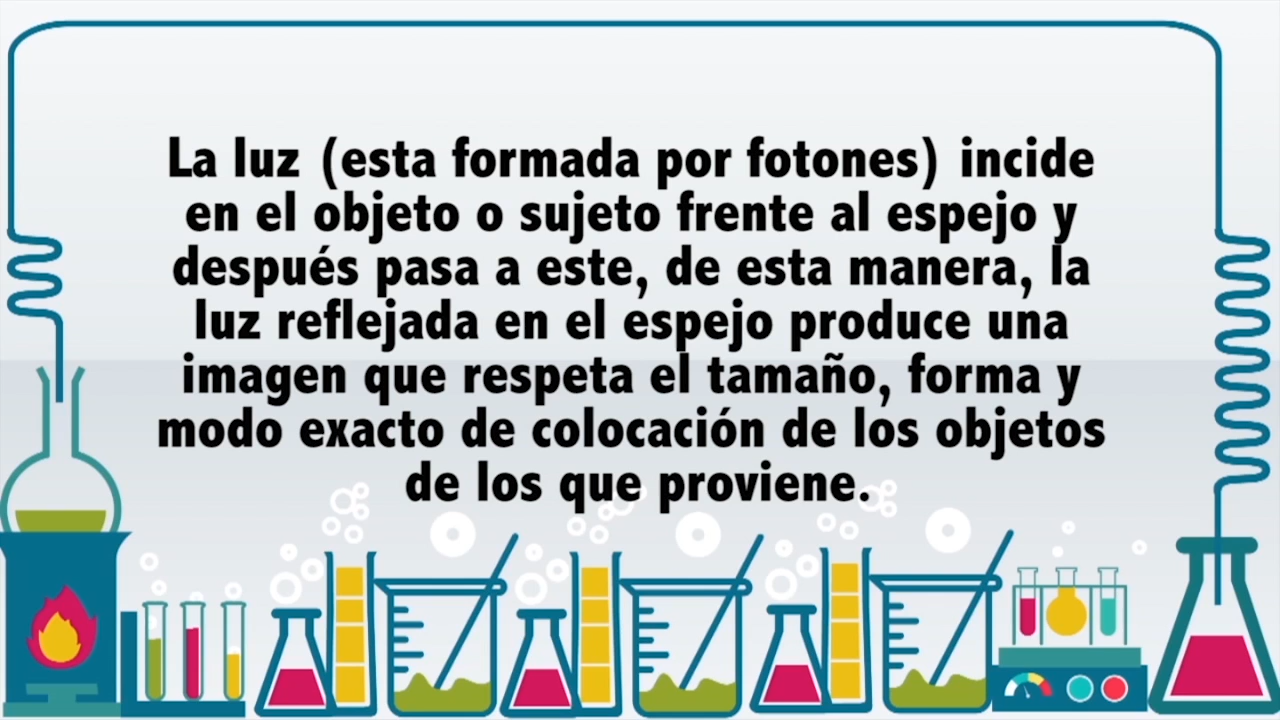 La luz (esta formada por fotones) incide
en el objeto o sujeto frente al espejo y
después pasa a este, de esta manera, la
luz reflejada en el espejo produce una
imagen que respeta el tamaño, forma y
modo exacto de colocación de los objetos
de los que proviene.